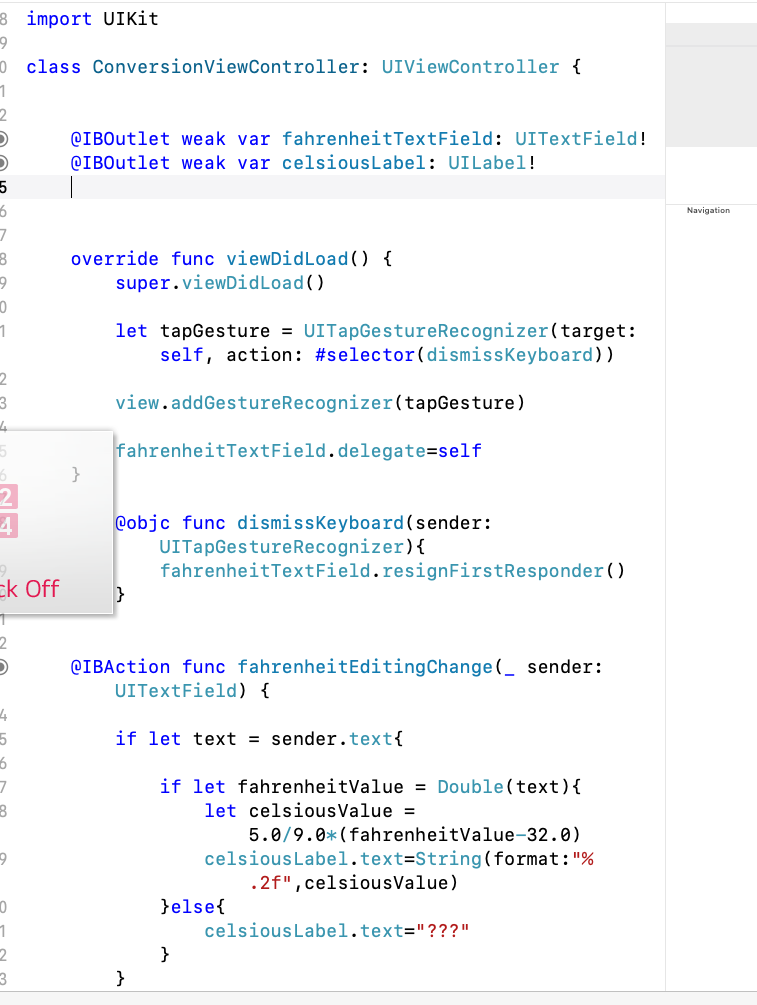 8 import UIKit
9
0 class ConversionViewController: UIViewController {
1
2
@IBOutlet weak var fahrenheitTextField: UITextField!
@IBOutlet weak var celsiousLabel: UILabel!
5
6
Navigation
7
8 override func viewDidLoad() {
9 super.viewDidLoad()
0
1 let tapGesture = UITapGestureRecognizer(target:
self, action: #selector(dismissKeyboard))
2
3 view.addGestureRecognizer(tapGesture)
4
5 fahrenheitTextField.delegate=self
6 }
2
4
@objc func dismissKeyboard(sender:
UITapGestureRecognizer){
9 fahrenheitTextField.resignFirstResponder()
ck Off
}
1
2
@IBAction func fahrenheitEditingChange(_ sender:
UITextField) {
4
5 if let text = sender.text{
6
7 if let fahrenheitValue = Double(text){
8 let celsiousValue =
5.0/9.0*(fahrenheitValue-32.0)
9 celsiousLabel.text=String(format:"%
.2f",celsiousValue)
0 }else{
1 celsiousLabel.text="???"
2 }
3 }